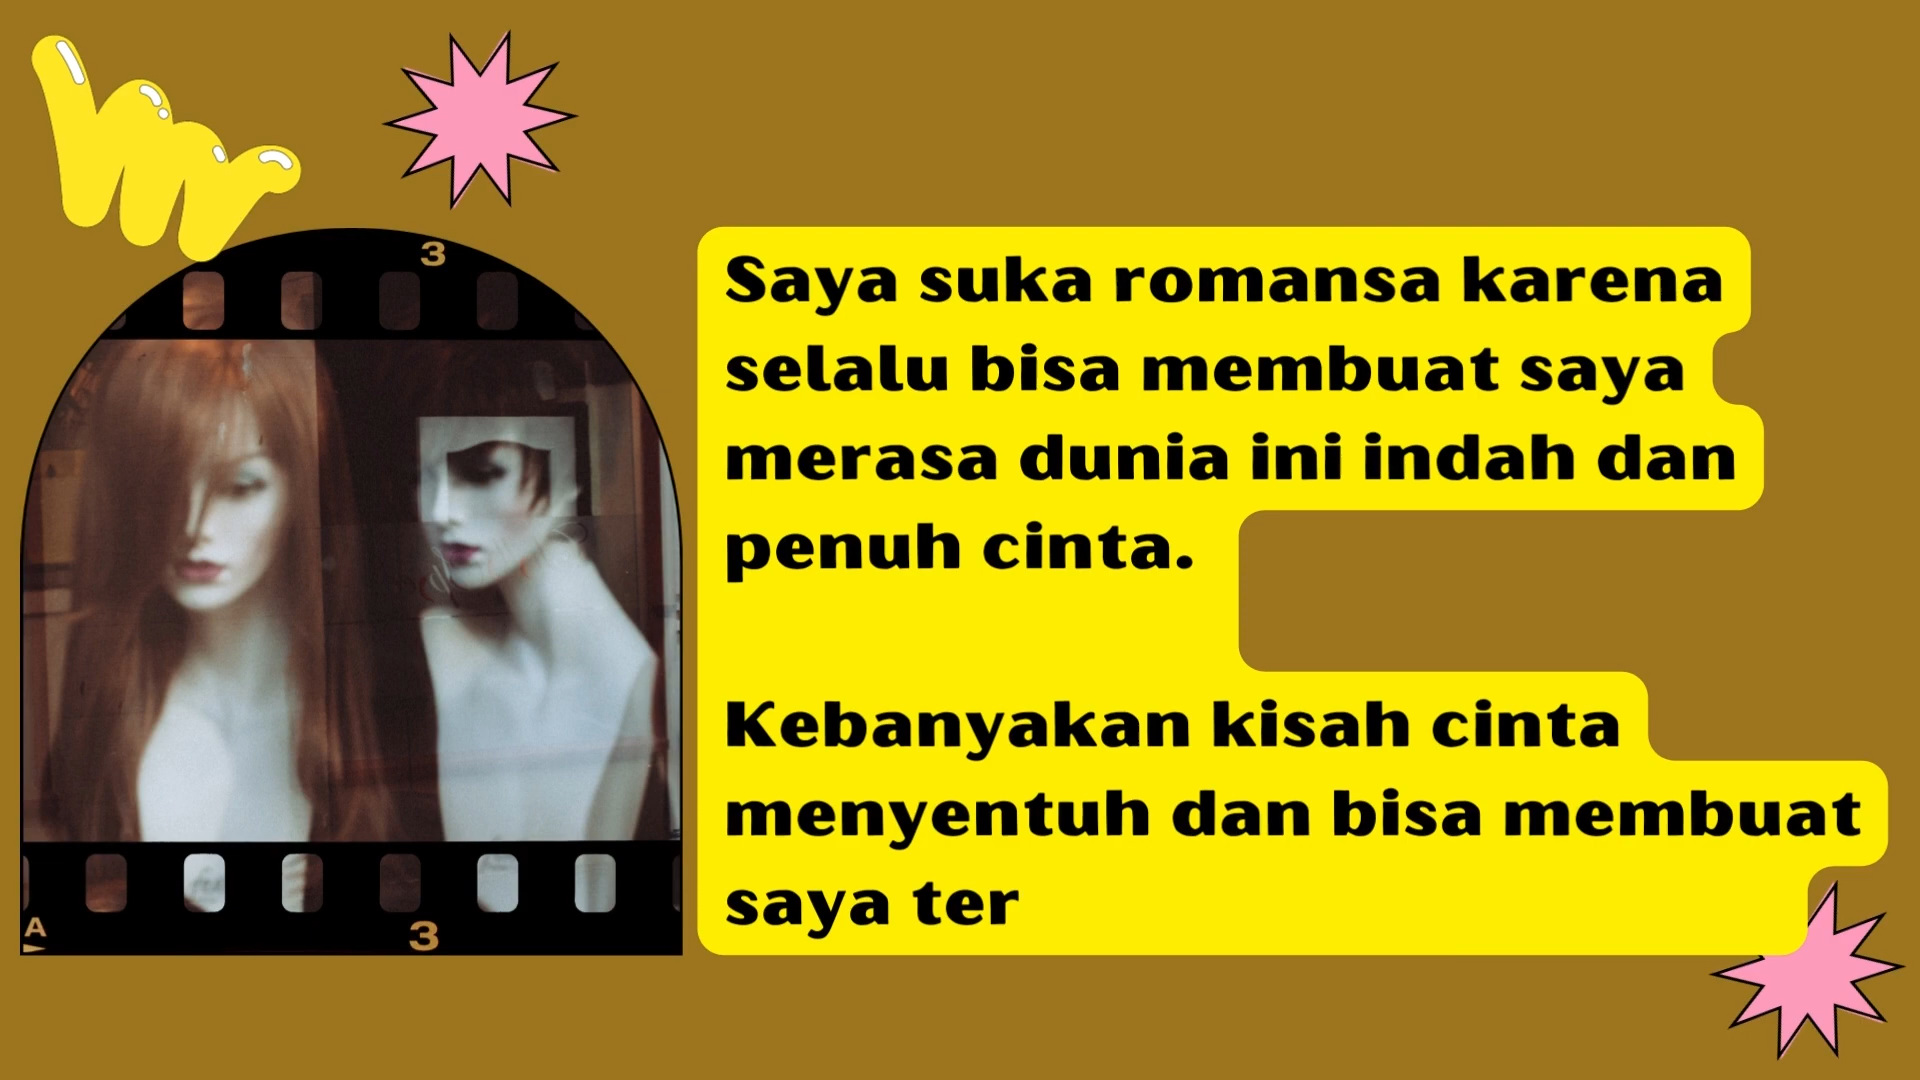 3
Saya suka romansa karena
selalu bisa membuat saya
merasa dunia ini indah dan
penuh cinta.
Kebanyakan kisah cinta
menyentuh dan bisa membuat
saya ter
A
3